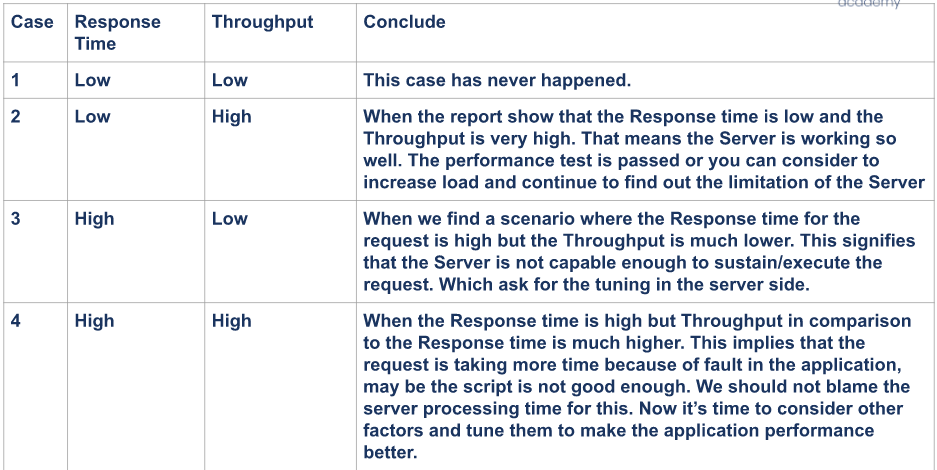 academy
Case Response Time Throughput Conclude
1 Low Low This case has never happened.
2 Low High When the report show that the Response time is low and the
Throughput is very high. That means the Server is working so
well. The performance test is passed or you can consider to
increase load and continue to find out the limitation of the Server
3 High Low When we find a scenario where the Response time for the
request is high but the Throughput is much lower. This signifies
that the Server is not capable enough to sustain/execute the
request. Which ask for the tuning in the server side.
4 High High When the Response time is high but Throughput in comparison
to the Response time is much higher. This implies that the
request is taking more time because of fault in the application,
may be the script is not good enough. We should not blame the
server processing time for this. Now it's time to consider other
factors and tune them to make the application performance
better.